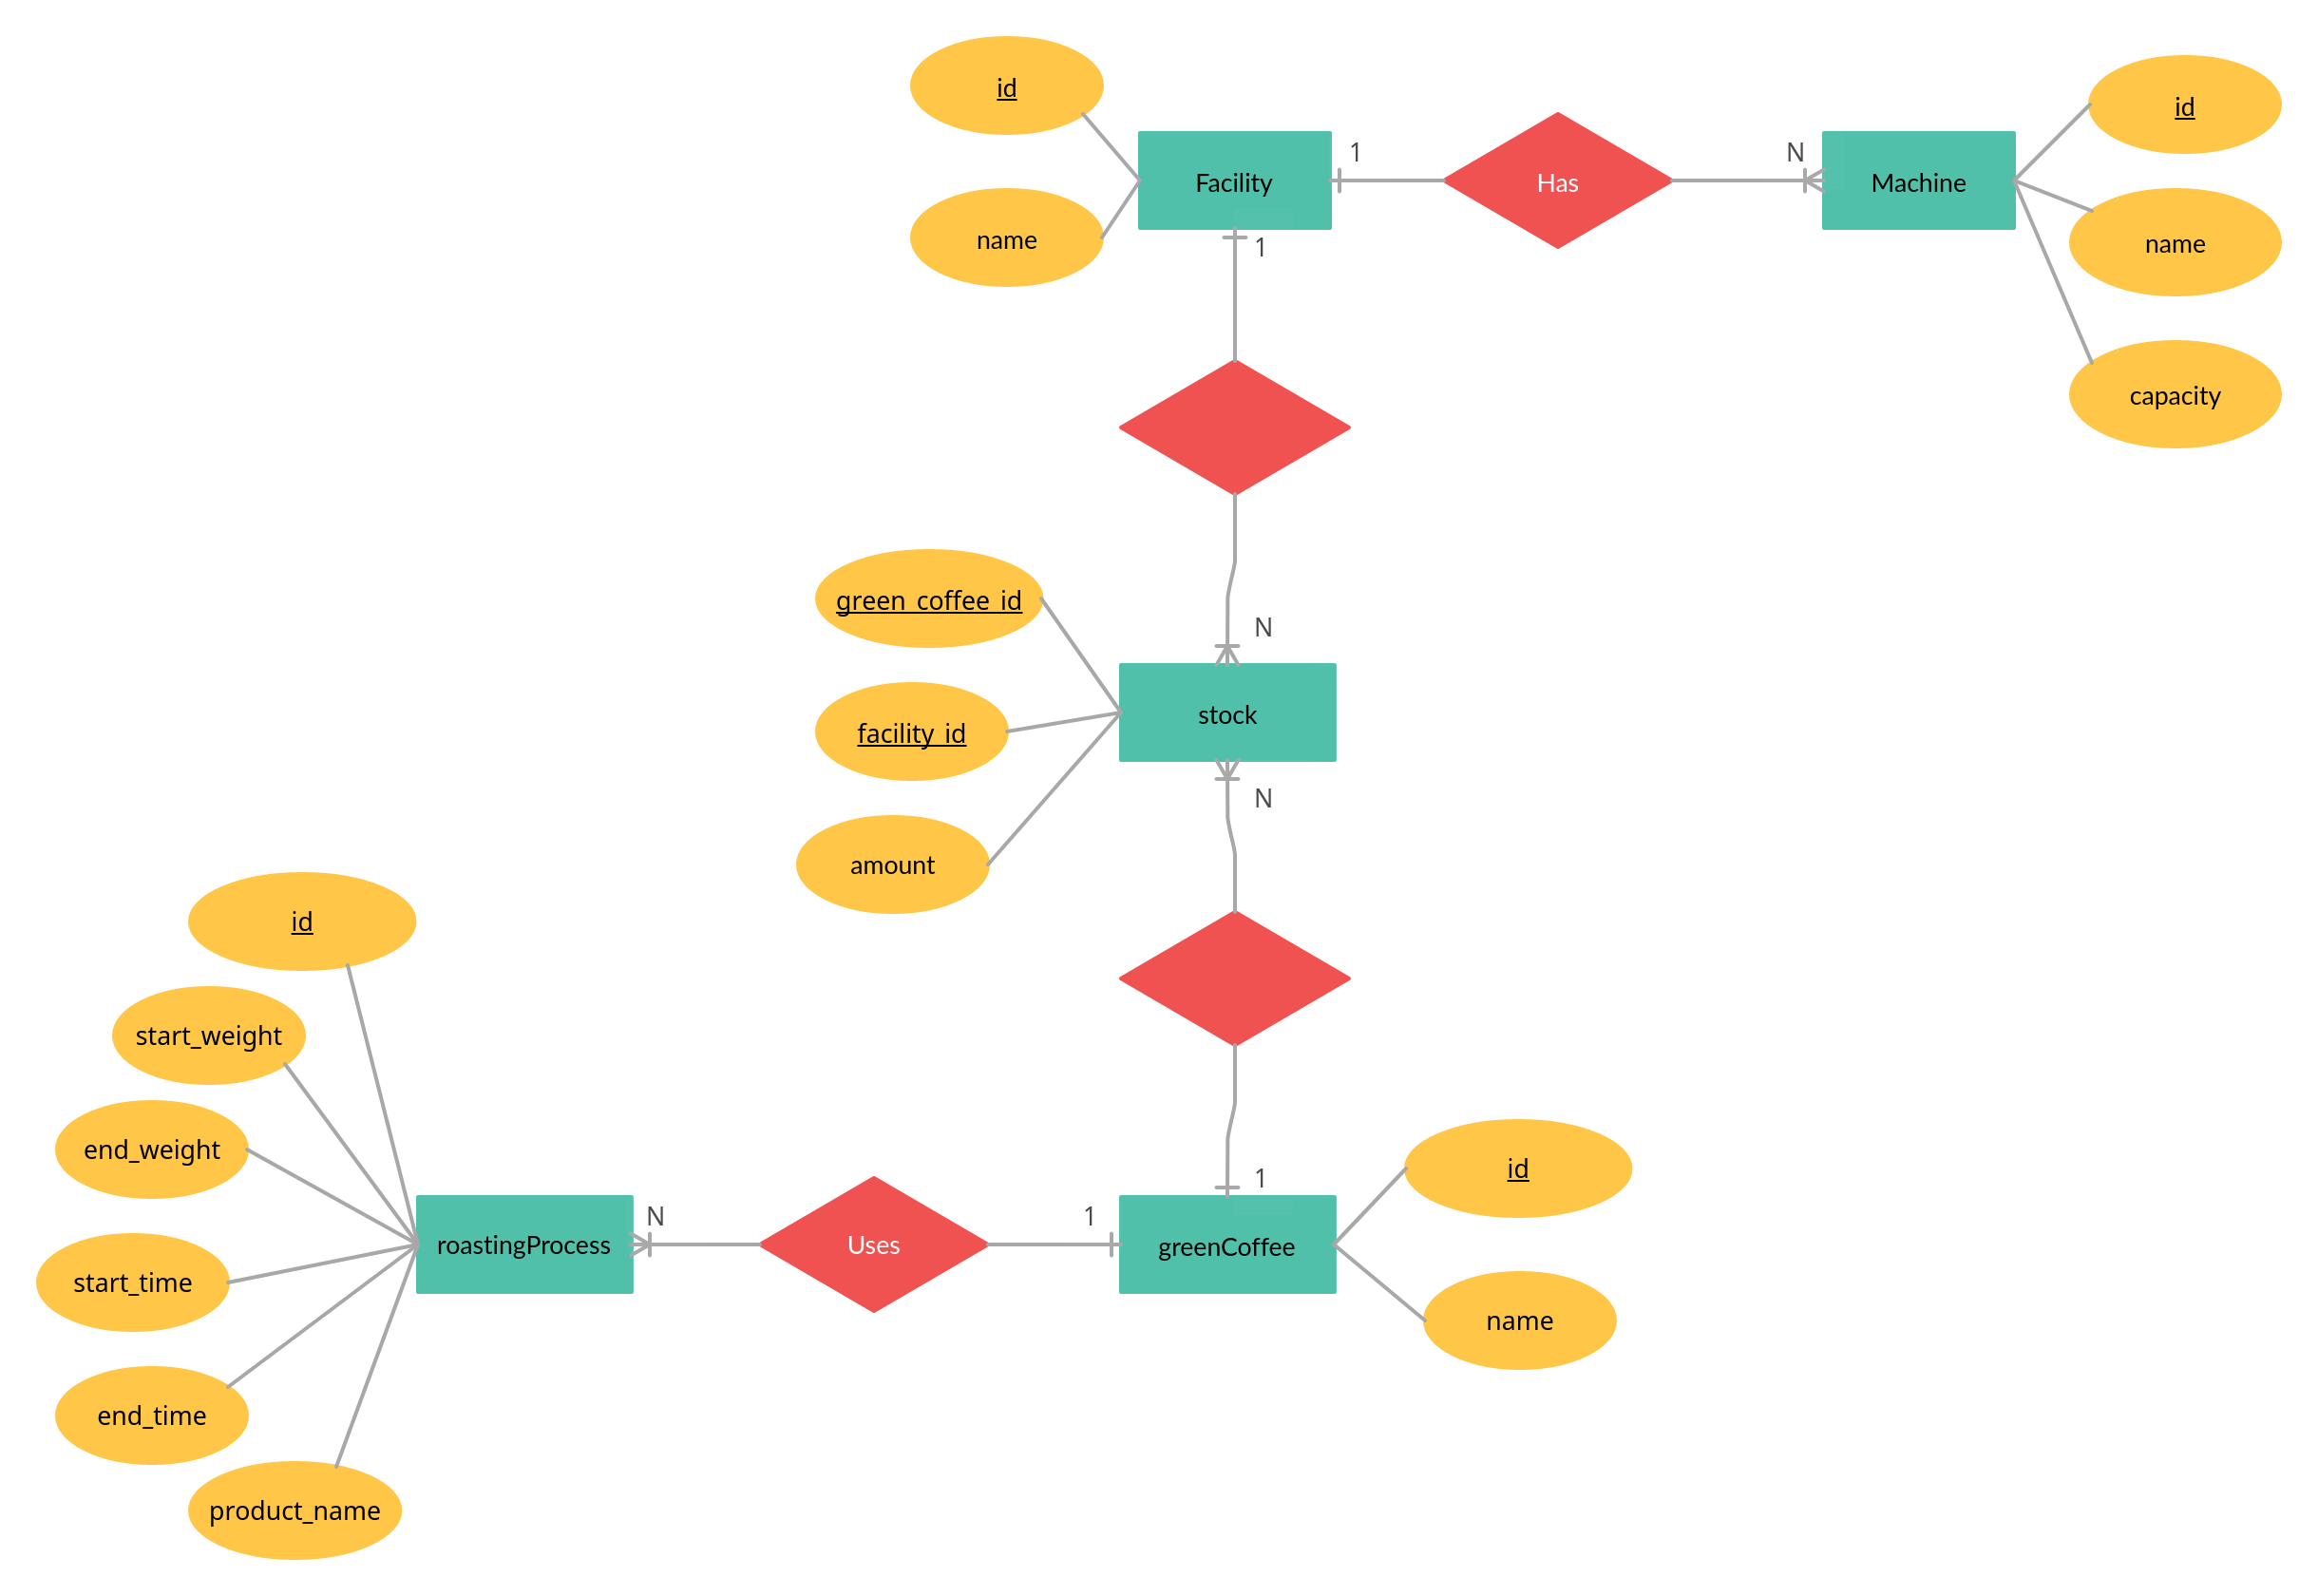 id
Facility
1
Has
N
Machine
id
name
name
1
capacity
green_coffee_id
N
facility_id
stock
N
amount
id
start_weight
end_weight
id
1
N
1
roastingProcess
Uses
greenCoffee
start_time
name
end_time
product_name